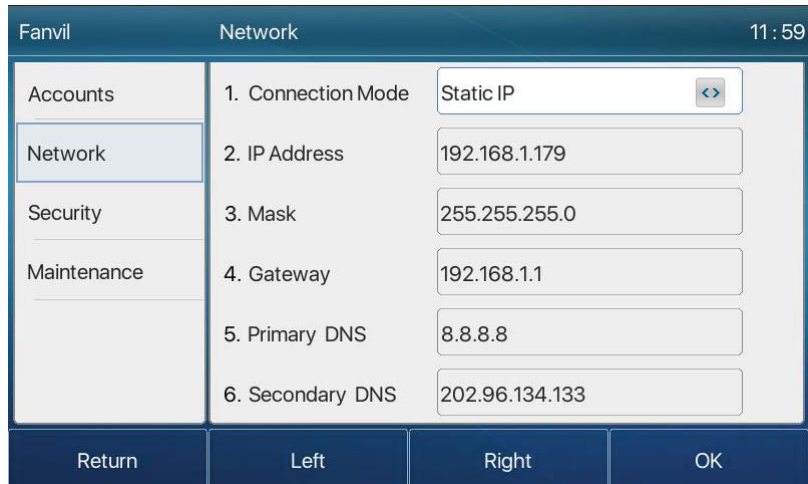 Fanvil Network 11:59
Accounts
Network
Security
Maintenance
1. Connection Mode Static IP <>
2. IP Address 192.168.1.179
3. Mask 255.255.255.0
4. Gateway 192.168.1.1
5. Primary DNS 8.8.8.8
6. Secondary DNS 202.96.134.133
Return Left Right OK